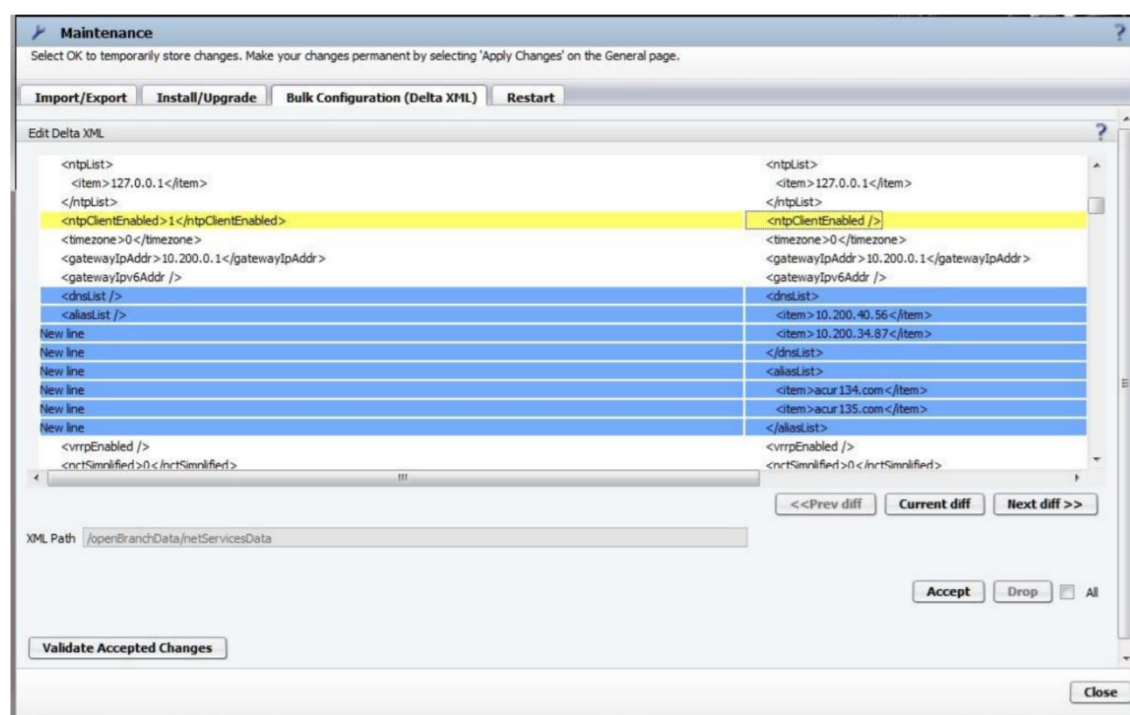 Maintenance ?
Select OK to temporarily store changes. Make your changes permanent by selecting 'Apply Changes' on the General page.
Import/Export Install/Upgrade Bulk Configuration (Delta XML) Restart
Edit Delta XML ?
<ntpList> <ntpList>
<item>127.0.0.1</item> <item>127.0.0.1</item>
</ntpList> </ntpList>
<ntpClientEnabled>1</ntpClientEnabled> <ntpClientEnabled />
<timezone>0</timezone> <timezone>0</timezone>
<gatewayIpAddr>10.200.0.1</gatewayIpAddr> <gatewayIpAddr>10.200.0.1</gatewayIpAddr>
<gatewayIpv6Addr /> <gatewayIpv6Addr />
<dnsList /> <dnsList>
<aliasList /> <item>10.200.40.56</item>
New line <item>10.200.34.87</item>
New line </dnsList>
New line <aliasList>
New line <item>acur134.com</item>
New line <item>acur135.com</item>
New line </aliasList>
<vrrpEnabled /> <vrrpEnabled />
<nctSimplified>0</nctSimplified> <nctSimplified>0</nctSimplified>
<<Prev diff Current diff Next diff >>
XML Path /openBranchData/netServicesData
Accept Drop All
Validate Accepted Changes
Close